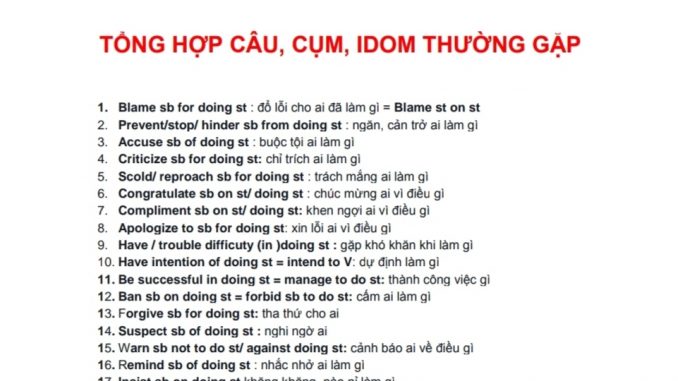 TỔNG HỢP CÂU, CỤM, IDOM THƯỜNG GẶP
1. Blame sb for doing st : đổ lỗi cho ai đã làm gì = Blame st on st
2. Prevent/stop/ hinder sb from doing st : ngăn, cản trở ai làm gì
3. Accuse sb of doing st : buộc tội ai làm gì
4. Criticize sb for doing st: chỉ trích ai làm gì
5. Scold/ reproach sb for doing st : trách mắng ai làm gì
6. Congratulate sb on st/ doing st : chúc mừng ai vì điều gì
7. Compliment sb on st/ doing st: khen ngợi ai vì điều gì
8. Apologize to sb for doing st: xin lỗi ai vì điều gì
9. Have / trouble difficuty (in )doing st : gặp khó khăn khi làm gì
10. Have intention of doing st = intend to V: dự định làm gì
11. Be successful in doing st = manage to do st: thành công việc gì
12. Ban sb on doing st = forbid sb to do st: cấm ai làm gì
13. Forgive sb for doing st: tha thứ cho ai
14. Suspect sb of doing st : nghi ngờ ai
15. Warn sb not to do st/ against doing st: cảnh báo ai về điều gì
16. Remind sb of doing st : nhắc nhở ai làm gì